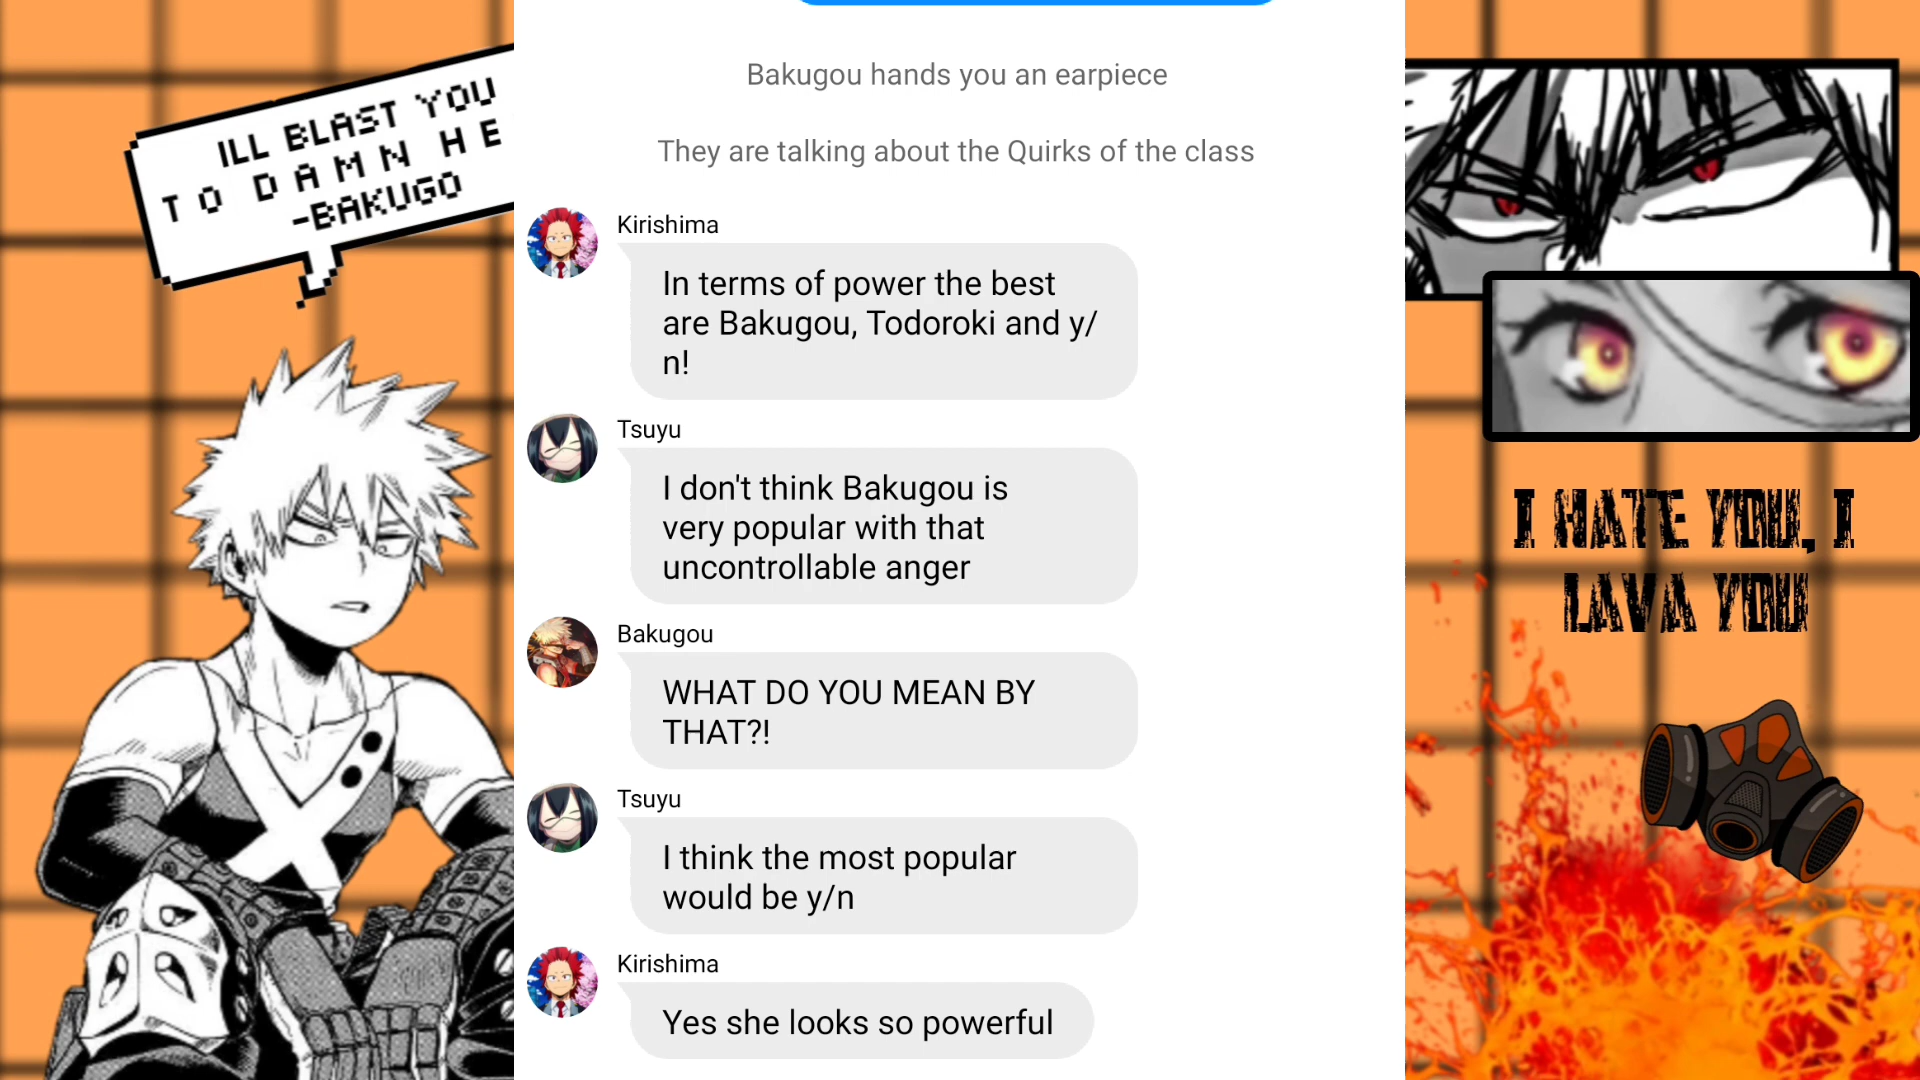 ILL BLAST YOU
TO DAMN HE
-BAKUGO
Bakugou hands you an earpiece
They are talking about the Quirks of the class
Kirishima
In terms of power the best
are Bakugou, Todoroki and y/
n!
Tsuyu
I don't think Bakugou is
very popular with that
uncontrollable anger
Bakugou
WHAT DO YOU MEAN BY
THAT?!
Tsuyu
I think the most popular
would be y/n
Kirishima
Yes she looks so powerful
I HATE YOU, I
LAVA YOU